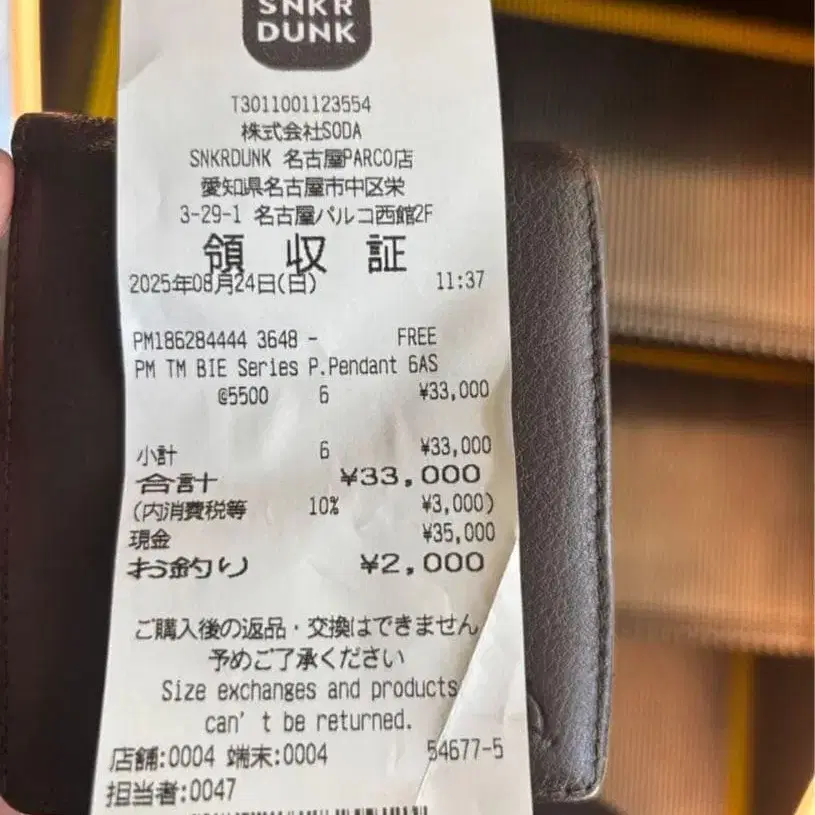 SNKR
DUNK
T3011001123554
株式会社SODA
SNKRDUNK 名古屋PARCO店
愛知県名古屋市中区栄
3-29-1 名古屋パルコ西館2F
領 収 証
2025年08月24日(日) 11:37
PM186284444 3648 - FREE
PM TM BIE Series P.Pendant 6AS
@5500 6 ¥33,000
小計 6 ¥33,000
合計 ¥33,000
(内消費税等 10% ¥3,000)
現金 ¥35,000
お釣り ¥2,000
ご購入後の返品・交換はできません
予めご了承ください
Size exchanges and products
can't be returned.
店舗:0004 端末:0004 54677-5
担当者:0047